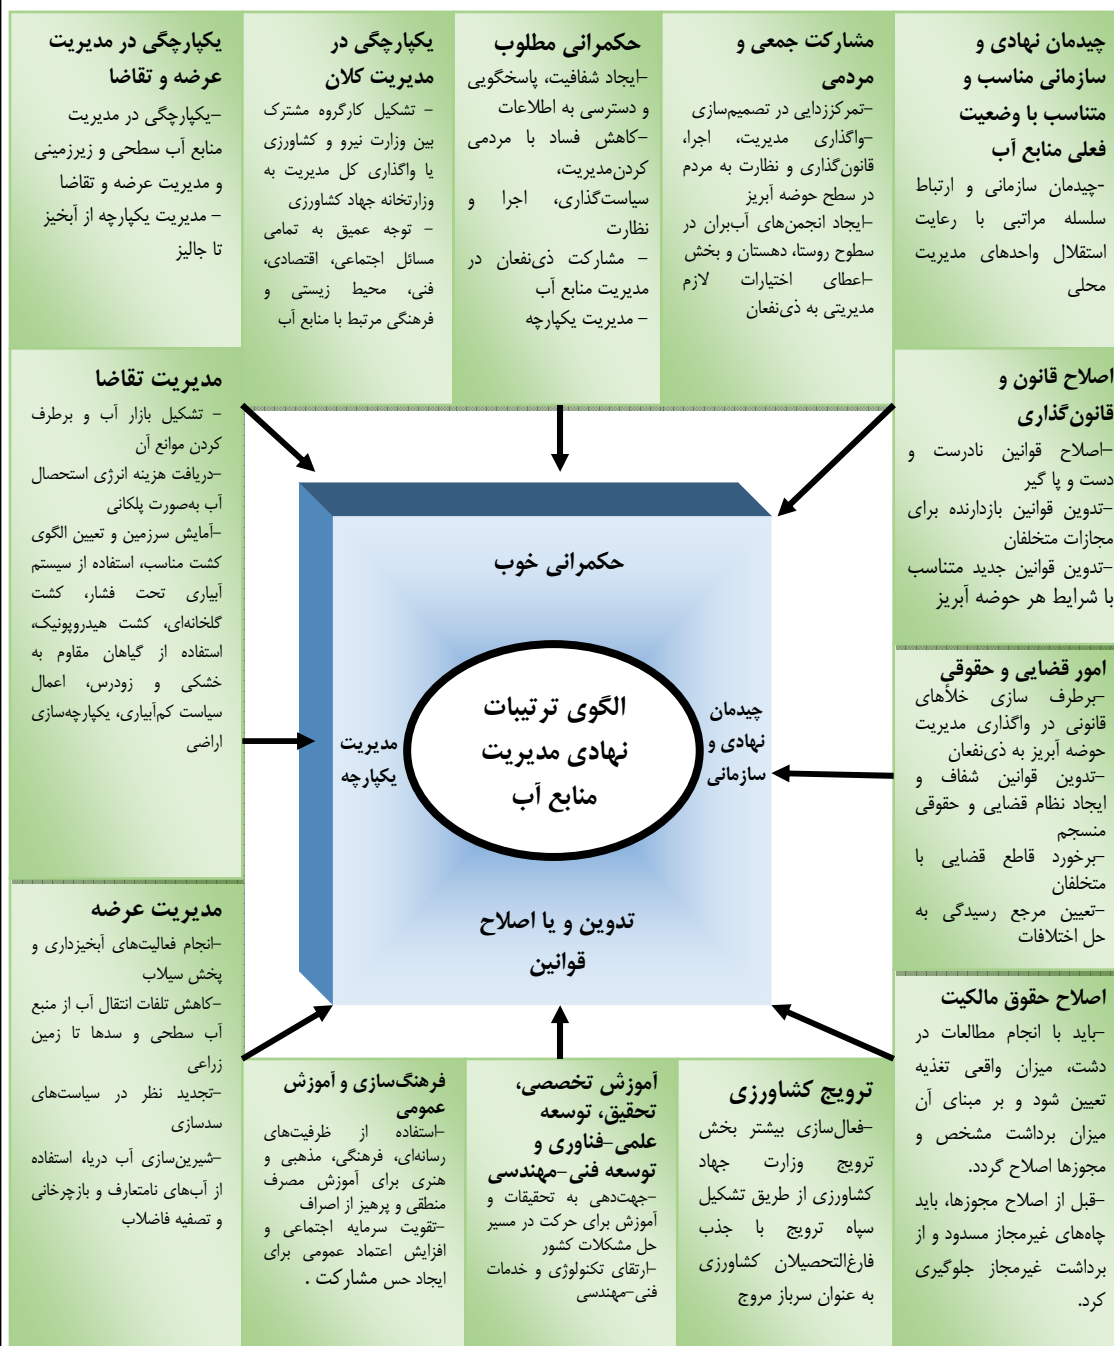 چیدمان نهادی و
سازمانی مناسب و
متناسب با وضعیت
فعلی منابع آب
-چیدمان سازمانی و ارتباط
سلسله مراتبی با رعایت
استقلال واحدهای مدیریت
محلی
مشارکت جمعی و
مردمی
–تمرکززدایی در تصمیم‌سازی
–واگذاری مدیریت، اجرا،
قانون‌گذاری و نظارت به مردم
در سطح حوضه آبریز
–ایجاد انجمن‌های آب‌بران در
سطوح روستا، دهستان و بخش
–اعطای اختیارات لازم
مدیریتی به ذی‌نفعان
حکمرانی مطلوب
–ایجاد شفافیت، پاسخگویی
و دسترسی به اطلاعات
–کاهش فساد با مردمی
کردن‌مدیریت،
سیاست‌گذاری، اجرا و
نظارت
– مشارکت ذی‌نفعان در
مدیریت منابع آب
– مدیریت یکپارچه
یکپارچگی در
مدیریت کلان
– تشکیل کارگروه مشترک
بین وزارت نیرو و کشاورزی
یا واگذاری کل مدیریت به
وزارتخانه جهاد کشاورزی
– توجه عمیق به تمامی
مسائل اجتماعی، اقتصادی،
فنی، محیط زیستی و
فرهنگی مرتبط با منابع آب
یکپارچگی در مدیریت
عرضه و تقاضا
–یکپارچگی در مدیریت
منابع آب سطحی و زیرزمینی
و مدیریت عرضه و تقاضا
– مدیریت یکپارچه از آبخیز
تا جالیز
اصلاح قانون و
قانون‌گذاری
–اصلاح قوانین نادرست و
دست و پا گیر
–تدوین قوانین بازدارنده برای
مجازات متخلفان
–تدوین قوانین جدید متناسب
با شرایط هر حوضه آبریز
امور قضایی و حقوقی
–برطرف سازی خلأهای
قانونی در واگذاری مدیریت
حوضه آبریز به ذی‌نفعان
–تدوین قوانین شفاف و
ایجاد نظام قضایی و حقوقی
منسجم
–برخورد قاطع قضایی با
متخلفان
–تعیین مرجع رسیدگی به
حل اختلافات
اصلاح حقوق مالکیت
–باید با انجام مطالعات در
دشت، میزان واقعی تغذیه
تعیین شود و بر مبنای آن
میزان برداشت مشخص و
مجوزها اصلاح گردد.
–قبل از اصلاح مجوزها، باید
چاه‌های غیرمجاز مسدود و از
برداشت غیرمجاز جلوگیری
کرد.
حکمرانی خوب
چیدمان
نهادی و
سازمانی
الگوی ترتیبات
نهادی مدیریت
منابع آب
مدیریت
یکپارچه
تدوین و یا اصلاح
قوانین
مدیریت تقاضا
– تشکیل بازار آب و برطرف
کردن موانع آن
–دریافت هزینه انرژی استحصال
آب به‌صورت پلکانی
–آمایش سرزمین و تعیین الگوی
کشت مناسب، استفاده از سیستم
آبیاری تحت فشار، کشت
گلخانه‌ای، کشت هیدروپونیک،
استفاده از گیاهان مقاوم به
خشکی و زودرس، اعمال
سیاست کم‌آبیاری، یکپارچه‌سازی
اراضی
مدیریت عرضه
–انجام فعالیت‌های آبخیزداری و
پخش سیلاب
–کاهش تلفات انتقال آب از منبع
آب سطحی و سدها تا زمین
زراعی
–تجدید نظر در سیاست‌های
سدسازی
–شیرین‌سازی آب دریا، استفاده
از آب‌های نامتعارف و بازچرخانی
و تصفیه فاضلاب
ترویج کشاورزی
–فعال‌سازی بیشتر بخش
ترویج وزارت جهاد
کشاورزی از طریق تشکیل
سپاه ترویج با جذب
فارغ‌التحصیلان کشاورزی
به عنوان سرباز مروج
آموزش تخصصی،
تحقیق، توسعه
علمی–فناوری و
توسعه فنی–مهندسی
–جهت‌دهی به تحقیقات و
آموزش برای حرکت در مسیر
حل مشکلات کشور
–ارتقای تکنولوژی و خدمات
فنی–مهندسی
فرهنگ‌سازی و آموزش
عمومی
–استفاده از ظرفیت‌های
رسانه‌ای، فرهنگی، مذهبی و
هنری برای آموزش مصرف
منطقی و پرهیز از اصراف
–تقویت سرمایه اجتماعی و
افزایش اعتماد عمومی برای
ایجاد حس مشارکت .